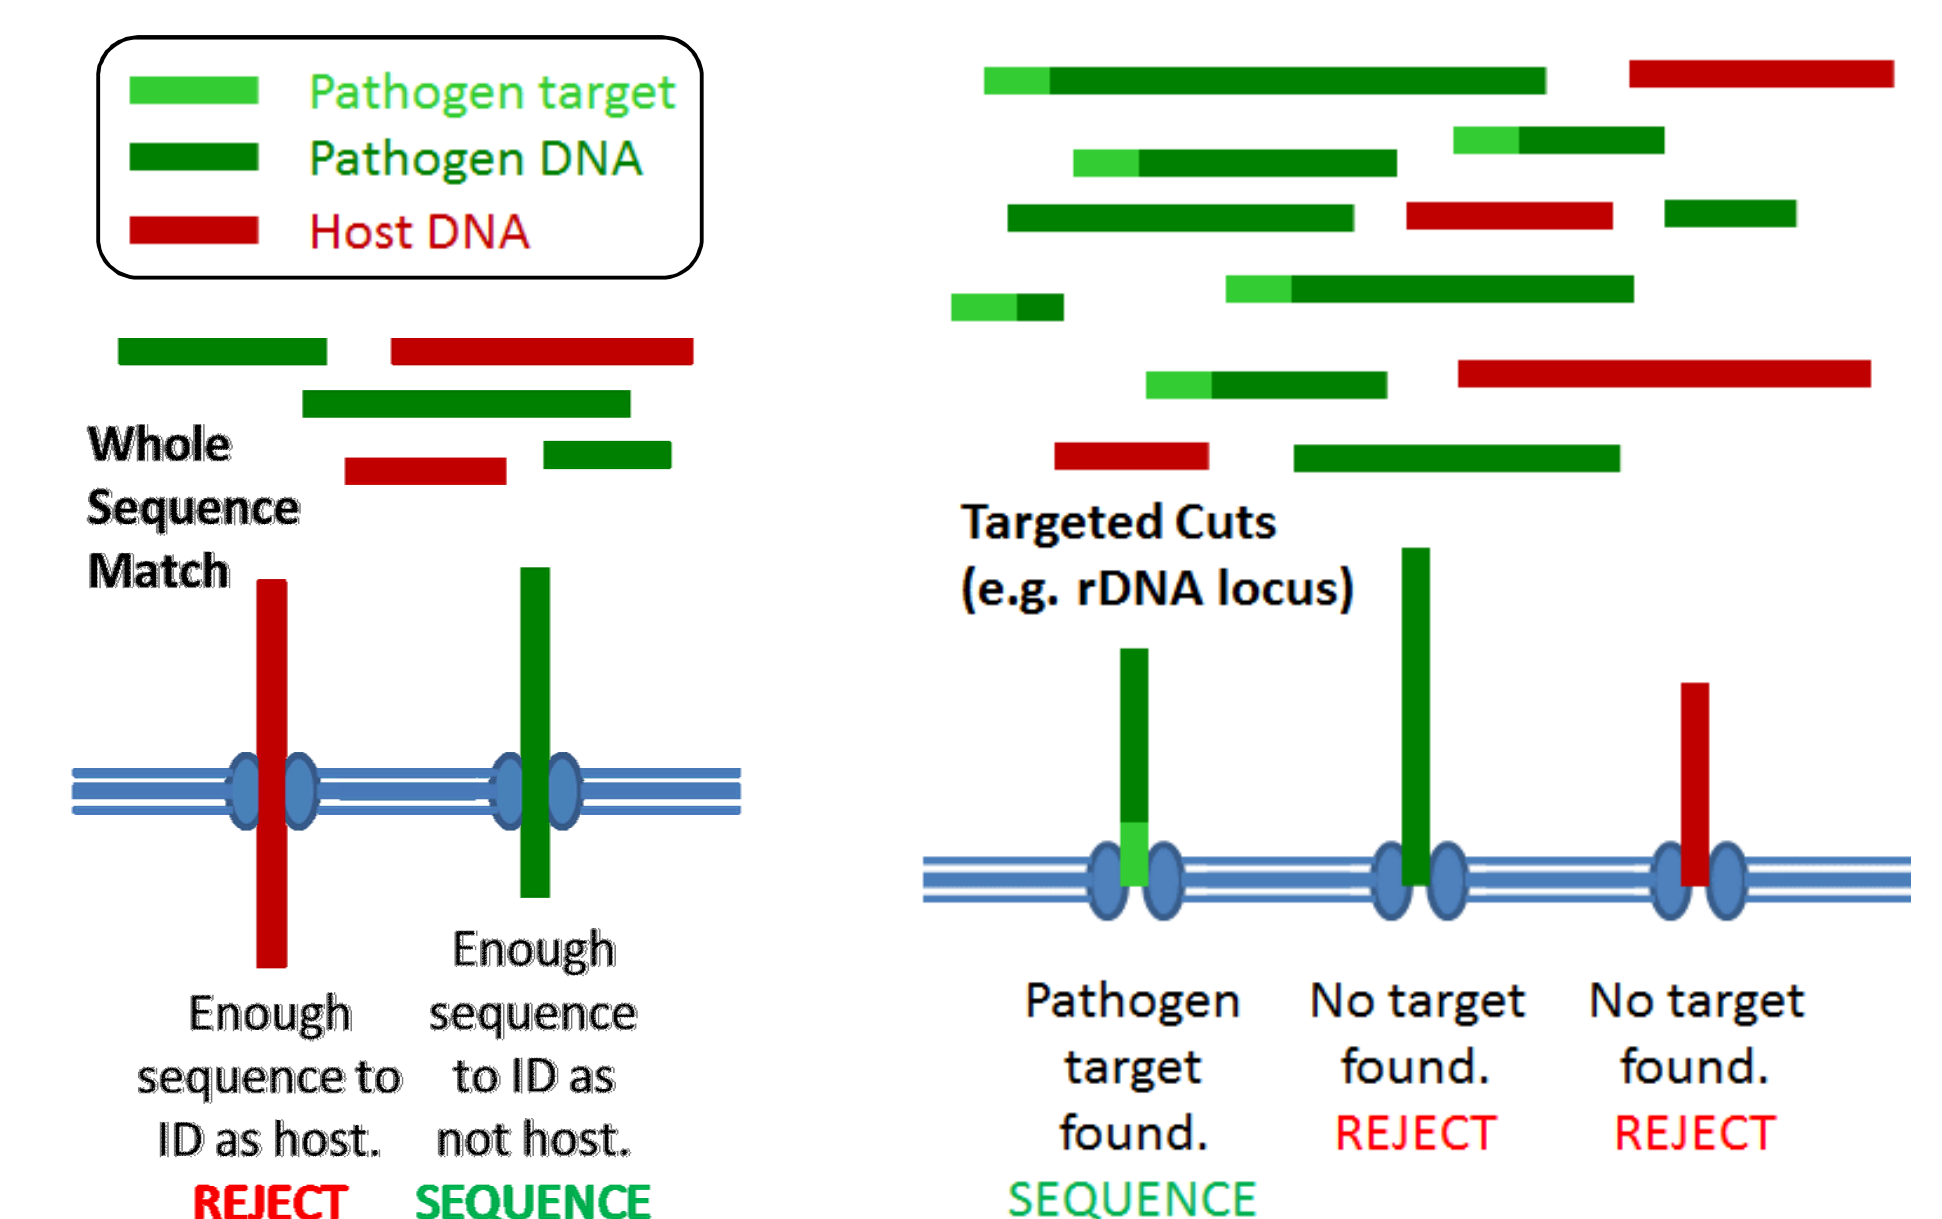 Pathogen target
Pathogen DNA
Host DNA
Whole
Sequence
Match
Enough
sequence to
ID as host.
REJECT
Enough
sequence
to ID as
not host.
SEQUENCE
Targeted Cuts
(e.g. rDNA locus)
Pathogen
target
found.
SEQUENCE
No target
found.
REJECT
No target
found.
REJECT